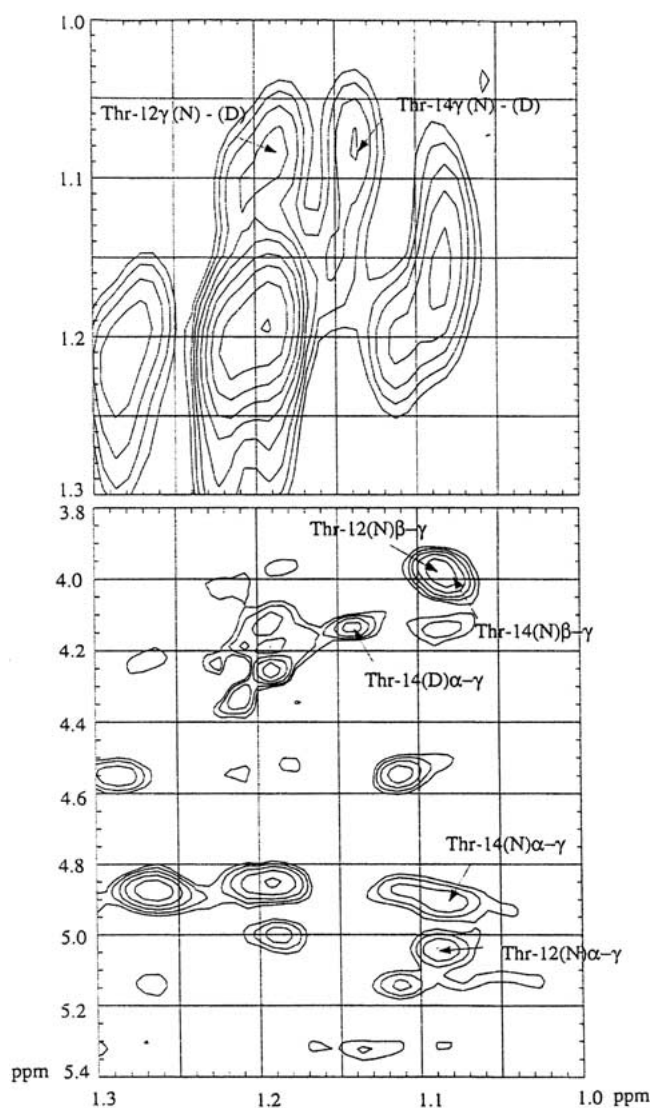 1.0
Thr-12γ (N) - (D)
Thr-14γ (N) - (D)
1.1
1.2
1.3
3.8
Thr-12(N)β-γ
4.0
Thr-14(N)β-γ
4.2
Thr-14(D)α-γ
4.4
4.6
Thr-14(N)α-γ
4.8
5.0
Thr-12(N)α-γ
5.2
ppm 5.4
1.3 1.2 1.1 1.0 ppm